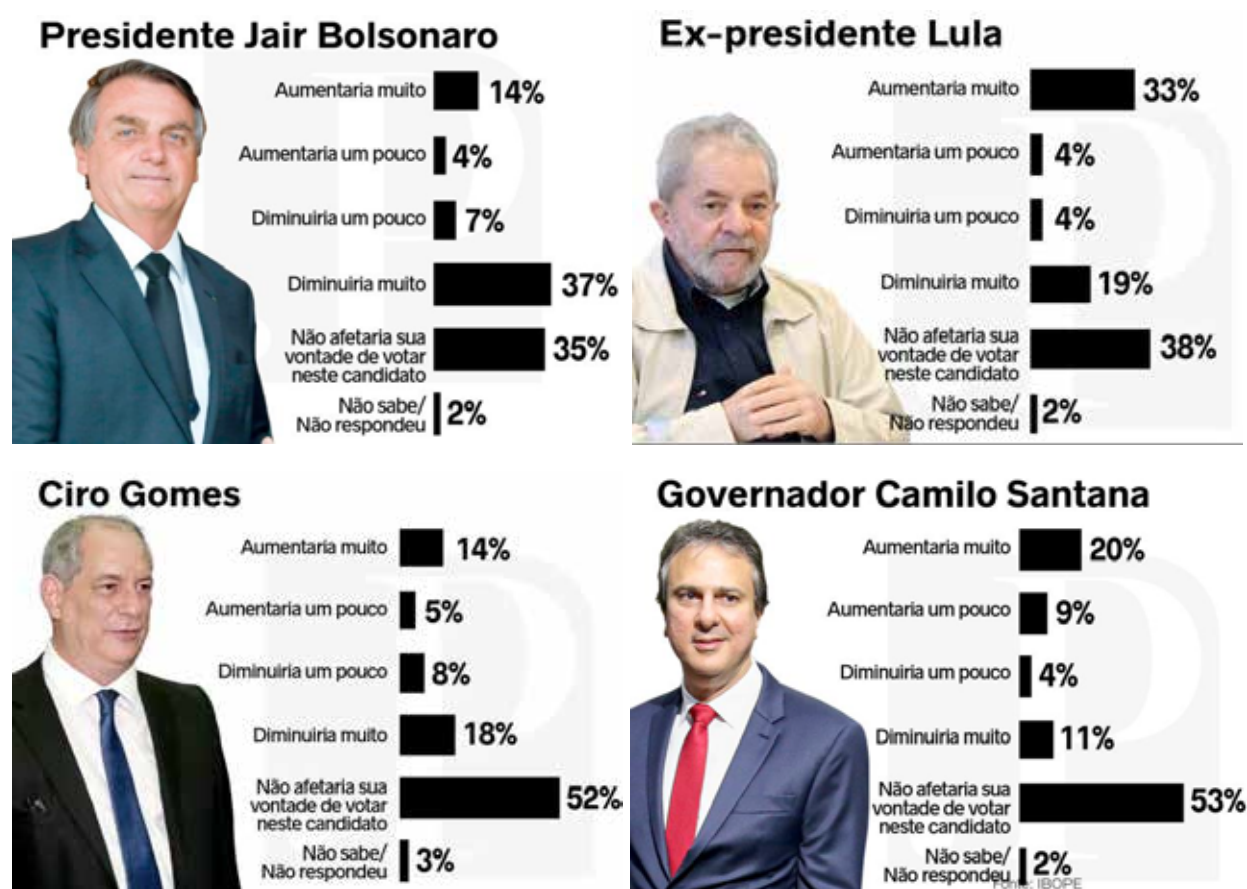 Presidente Jair Bolsonaro
Aumentaria muito 14%
Aumentaria um pouco 4%
Diminuiria um pouco 7%
Diminuiria muito 37%
Não afetaria sua
vontade de votar 35%
neste candidato
Não sabe/
Não respondeu 2%
Ex-presidente Lula
Aumentaria muito 33%
Aumentaria um pouco 4%
Diminuiria um pouco 4%
Diminuiria muito 19%
Não afetaria sua
vontade de votar 38%
neste candidato
Não sabe/
Não respondeu 2%
Ciro Gomes
Aumentaria muito 14%
Aumentaria um pouco 5%
Diminuiria um pouco 8%
Diminuiria muito 18%
Não afetaria sua
vontade de votar 52%
neste candidato
Não sabe/
Não respondeu 3%
Governador Camilo Santana
Aumentaria muito 20%
Aumentaria um pouco 9%
Diminuiria um pouco 4%
Diminuiria muito 11%
Não afetaria sua
vontade de votar 53%
neste candidato
Não sabe/
Não respondeu 2%
Fonte: IBOPE